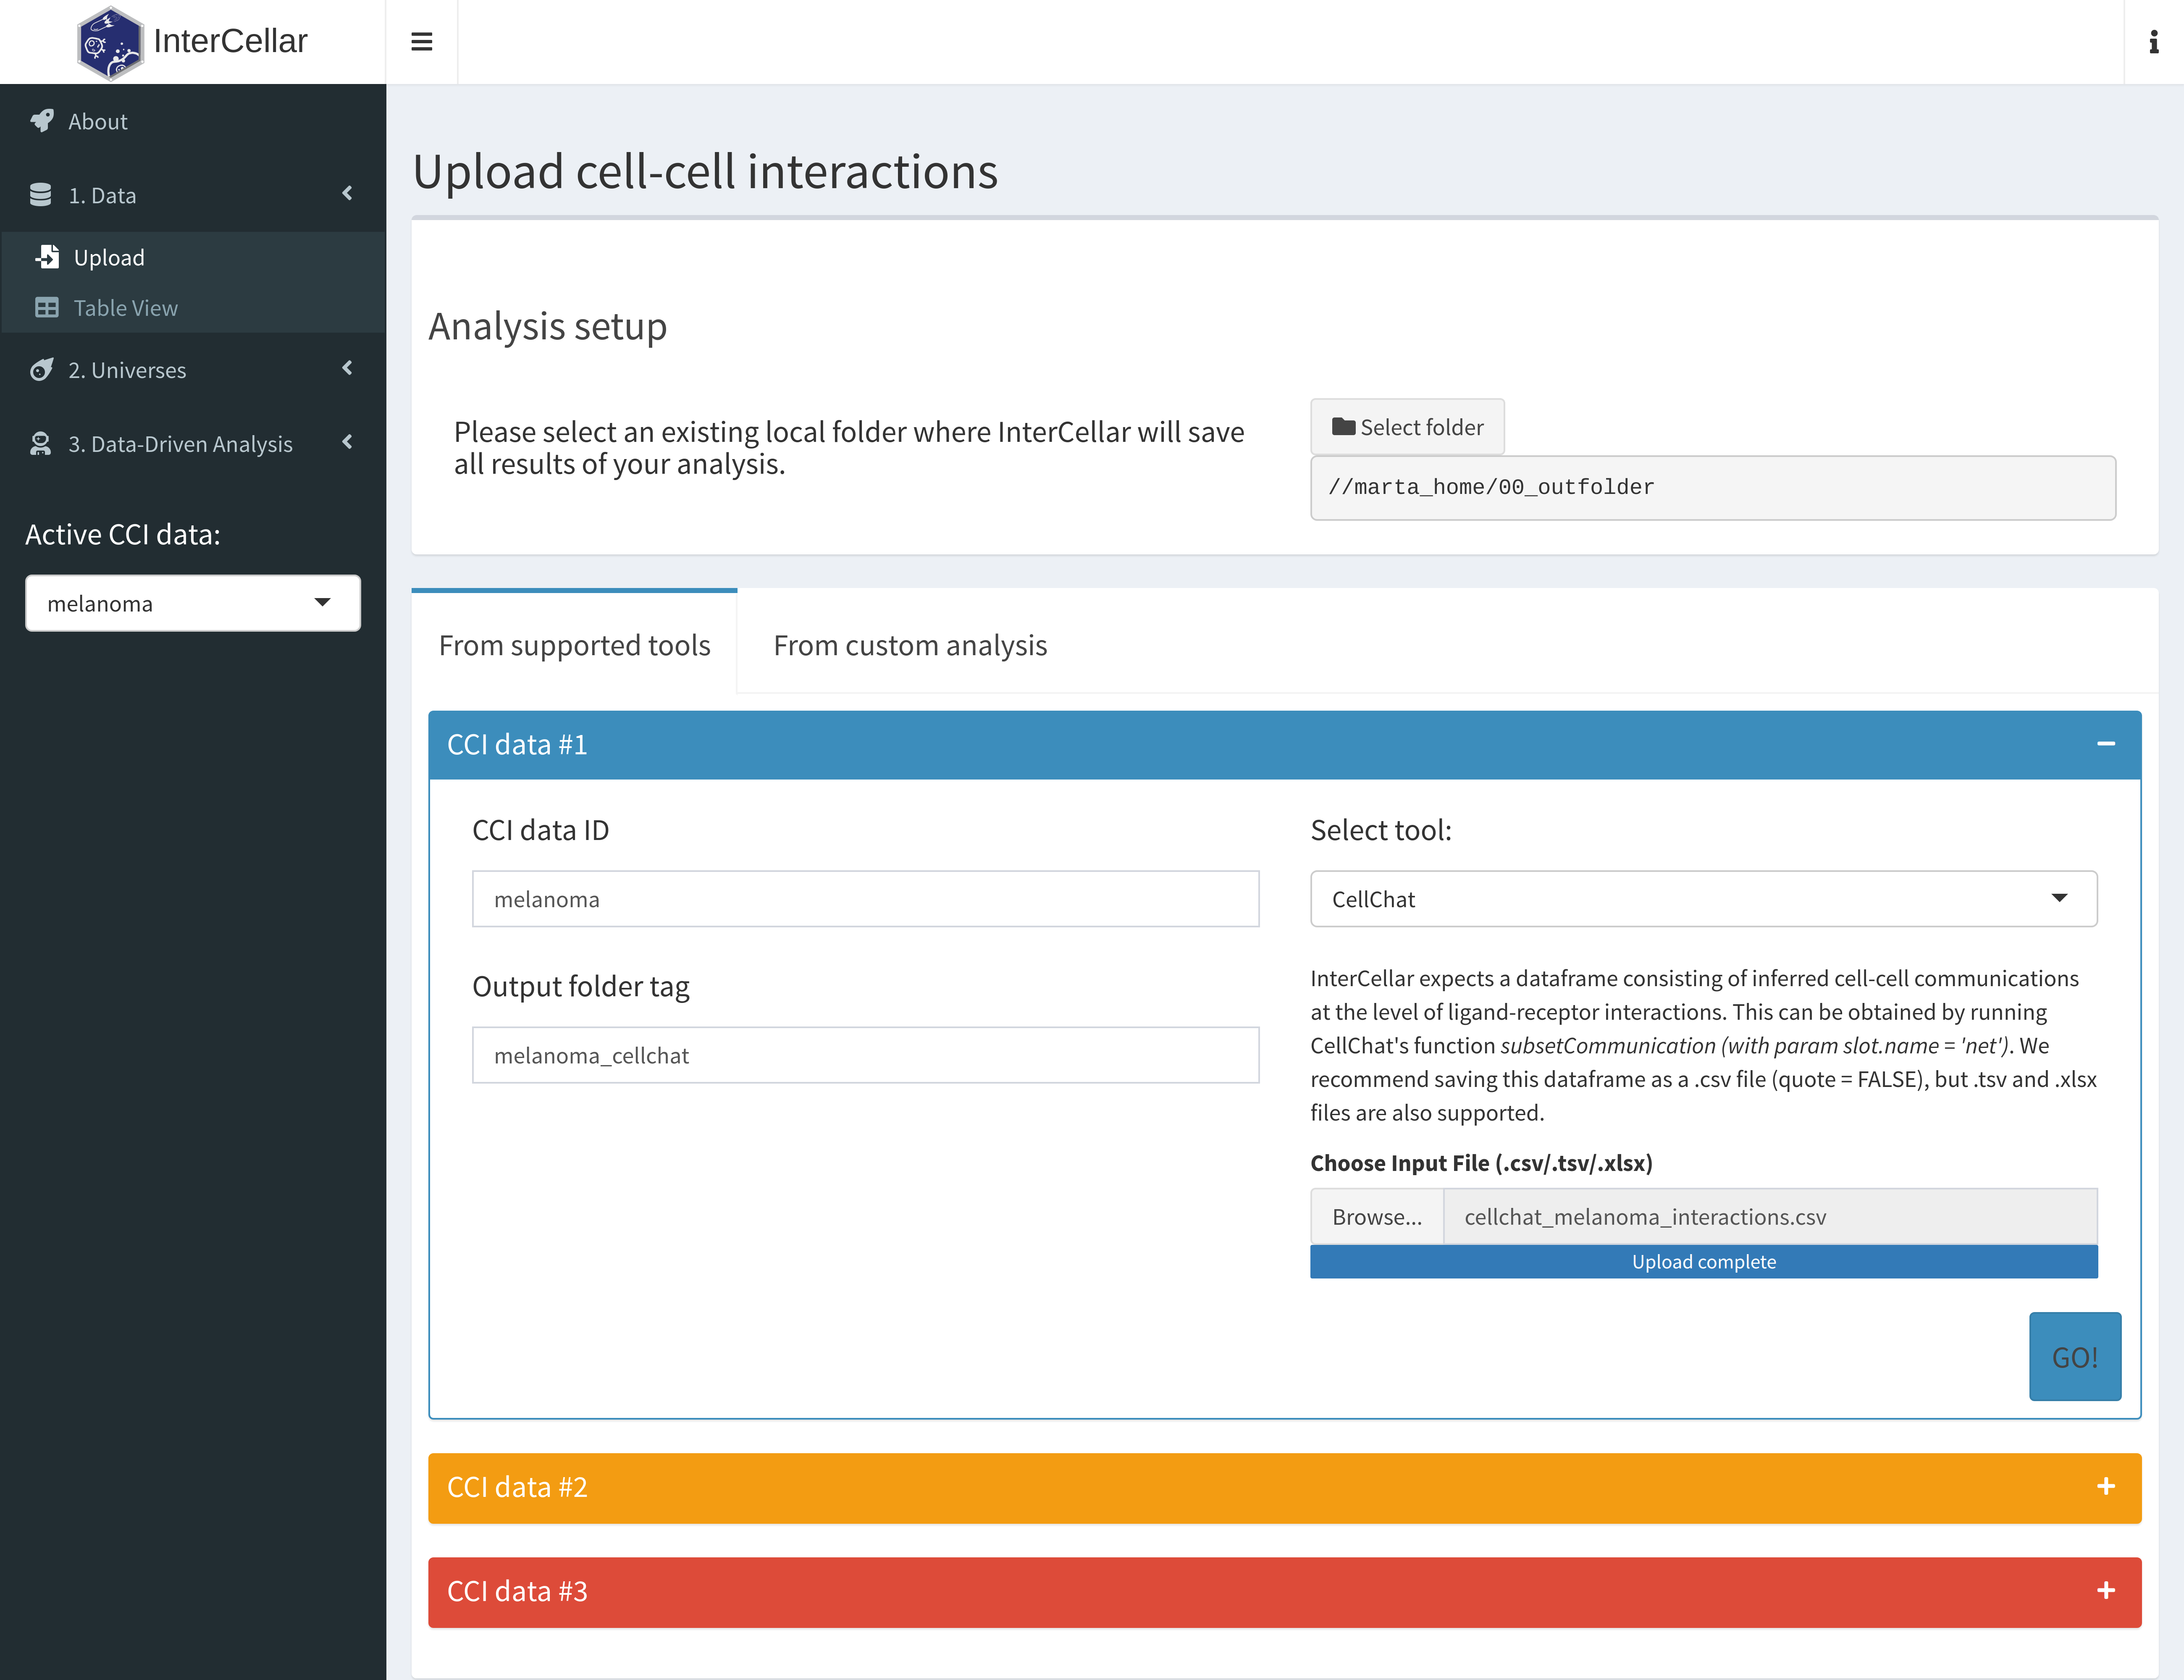 InterCellar
About
1. Data
Upload
Table View
2. Universes
3. Data-Driven Analysis
Active CCI data:
melanoma
Upload cell-cell interactions
Analysis setup
Please select an existing local folder where InterCellar will save
all results of your analysis.
Select folder
//marta_home/00_outfolder
From supported tools
From custom analysis
CCI data #1
CCI data ID
melanoma
Output folder tag
melanoma_cellchat
Select tool:
CellChat
InterCellar expects a dataframe consisting of inferred cell-cell communications
at the level of ligand-receptor interactions. This can be obtained by running
CellChat's function subsetCommunication (with param slot.name = 'net'). We
recommend saving this dataframe as a .csv file (quote = FALSE), but .tsv and .xlsx
files are also supported.
Choose Input File (.csv/.tsv/.xlsx)
Browse... cellchat_melanoma_interactions.csv
Upload complete
GO!
CCI data #2
CCI data #3